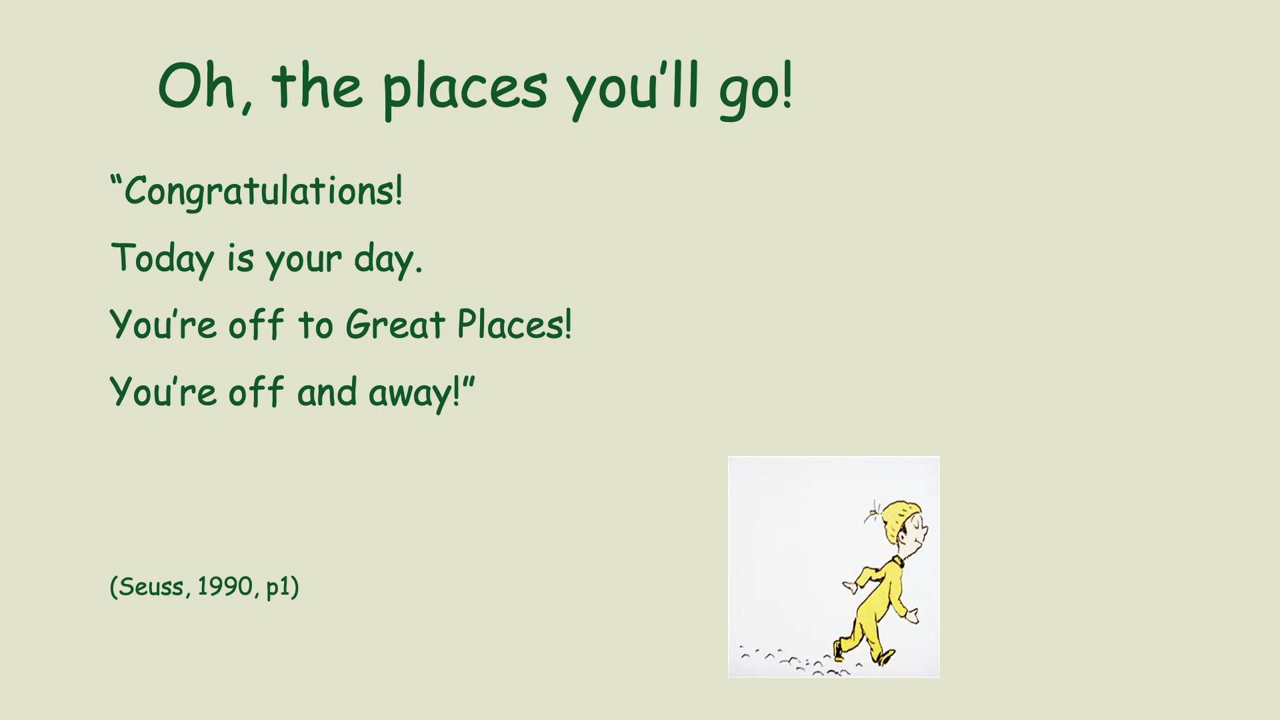 Oh, the places you’ll go!
“Congratulations!
Today is your day.
You’re off to Great Places!
You’re off and away!”
(Seuss, 1990, p1)